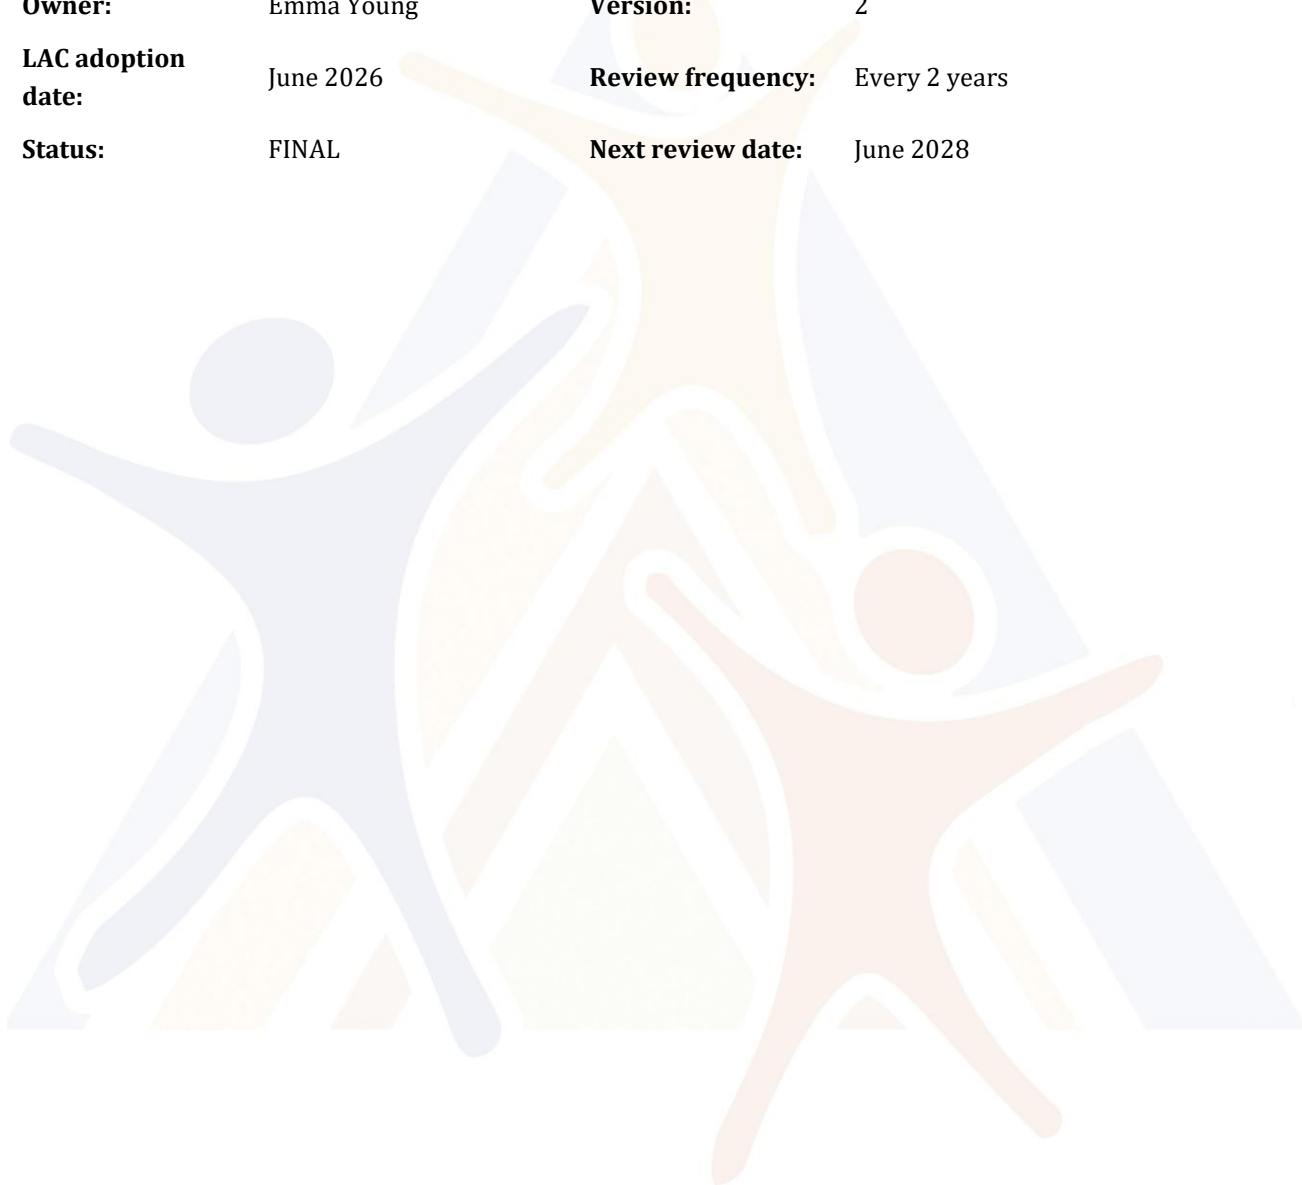 Owner: Emma Young Version: 2
LAC adoption
date: June 2026 Review frequency: Every 2 years
Status: FINAL Next review date: June 2028